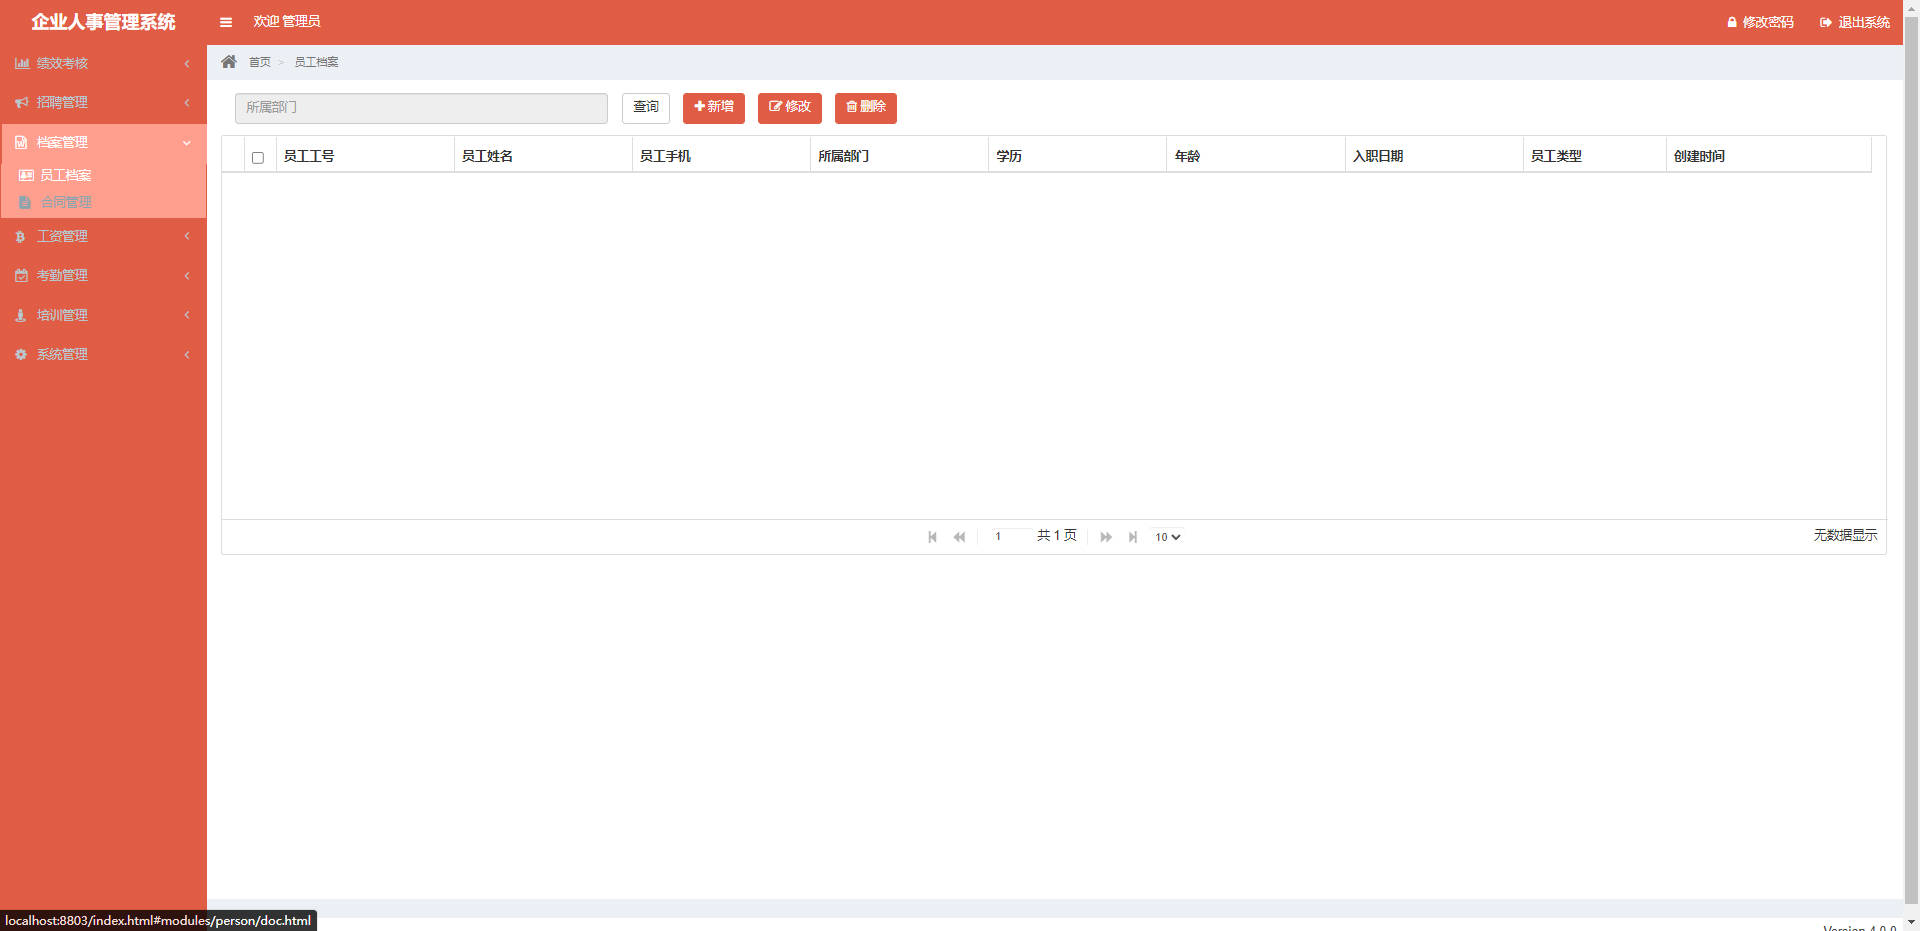 企业人事管理系统
欢迎 管理员
修改密码
退出系统
绩效考核
招聘管理
档案管理
员工档案
合同管理
工资管理
考勤管理
培训管理
系统管理
首页 > 员工档案
所属部门
查询
新增
修改
删除
员工工号 员工姓名 员工手机 所属部门 学历 年龄 入职日期 员工类型 创建时间
1 共 1 页 10
无数据显示
localhost:8803/index.html#modules/person/doc.html
Version 4.0.0